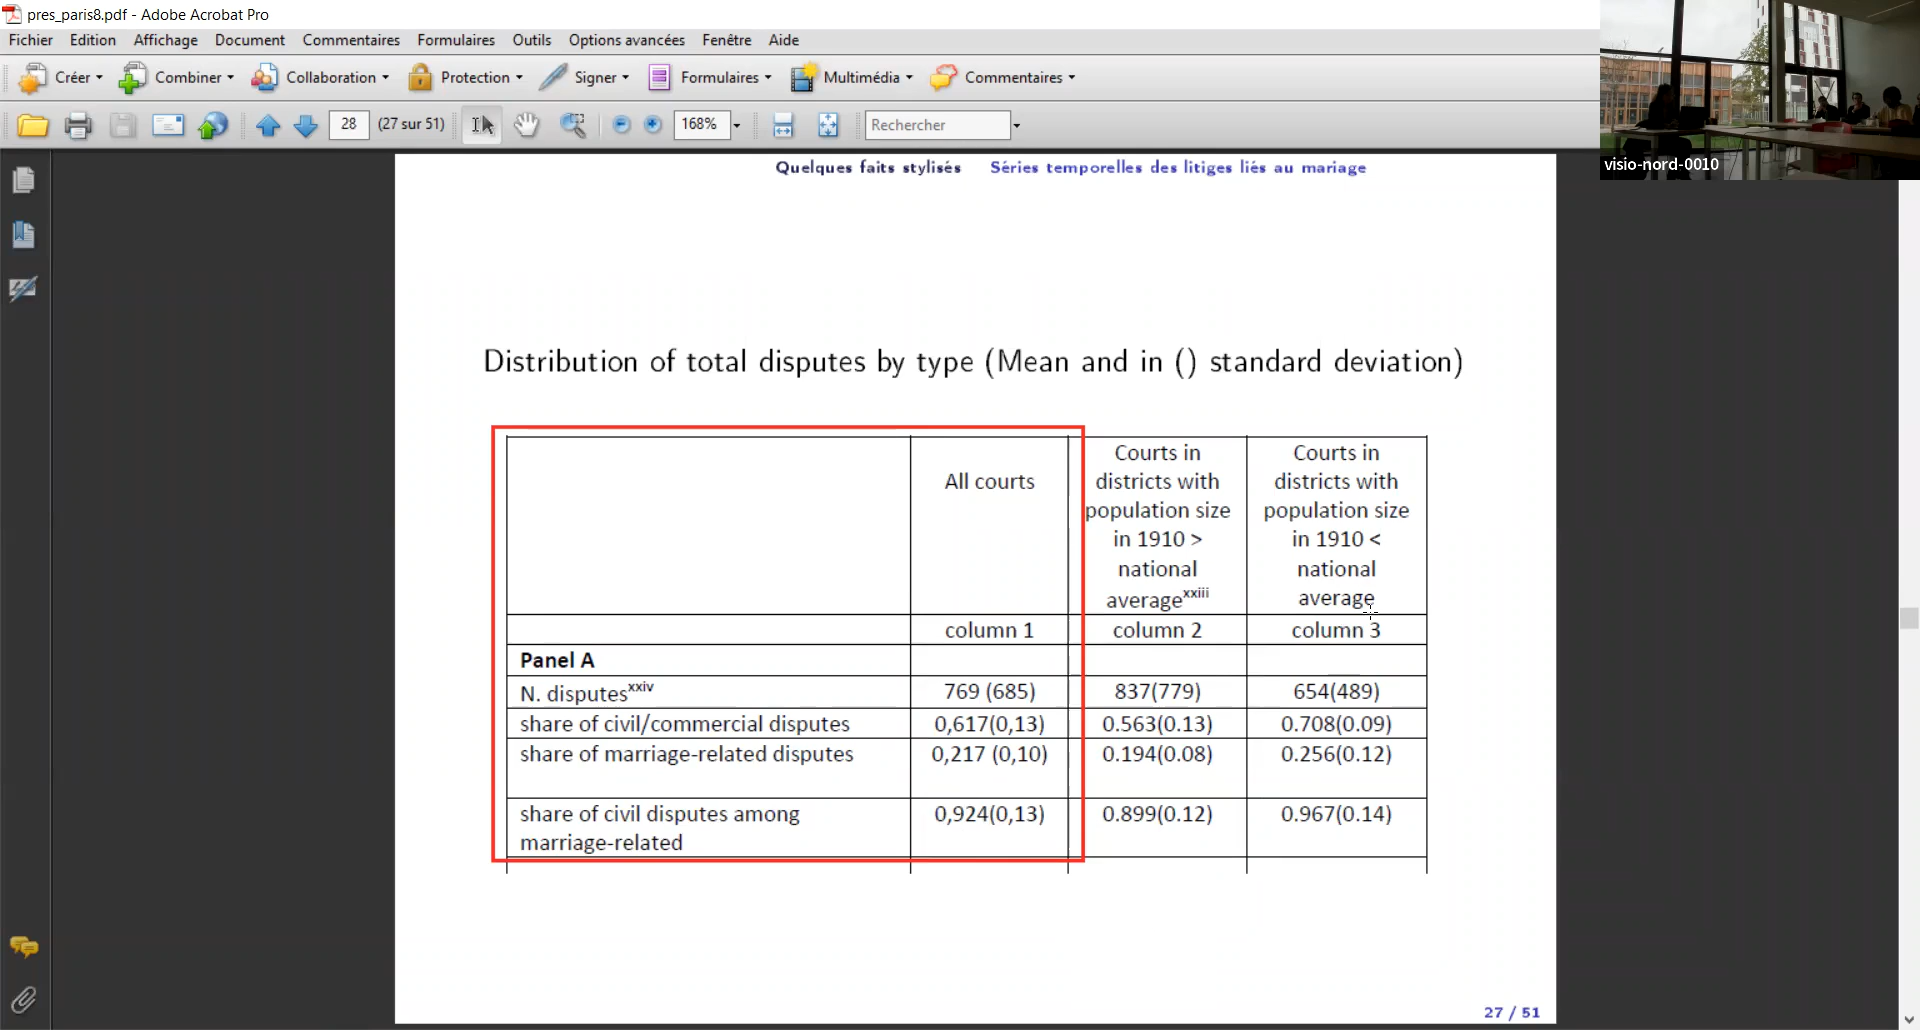 pres_paris8.pdf - Adobe Acrobat Pro
Fichier Edition Affichage Document Commentaires Formulaires Outils Options avancées Fenêtre Aide
Créer Combiner Collaboration Protection Signer Formulaires Multimédia Commentaires
28 (27 sur 51) 168% Rechercher
visio-nord-0010
Quelques faits stylisés Séries temporelles des litiges liés au mariage
Distribution of total disputes by type (Mean and in () standard deviation)
All courts
Courts in
districts with
population size
in 1910 >
national
averagexxiii
Courts in
districts with
population size
in 1910 <
national
average
column 1 column 2 column 3
Panel A
N. disputesxxiv 769 (685) 837(779) 654(489)
share of civil/commercial disputes 0,617(0,13) 0.563(0.13) 0.708(0.09)
share of marriage-related disputes 0,217 (0,10) 0.194(0.08) 0.256(0.12)
share of civil disputes among
marriage-related
0,924(0,13) 0.899(0.12) 0.967(0.14)
27 / 51